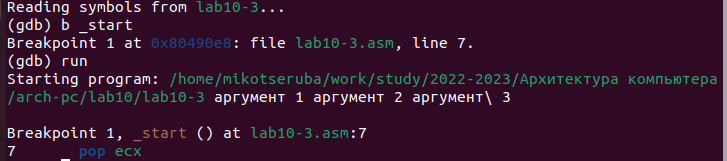 Reading symbols from lab10-3...
(gdb) b _start
Breakpoint 1 at 0x80490e8: file lab10-3.asm, line 7.
(gdb) run
Starting program: /home/mikotseruba/work/study/2022-2023/Архитектура компьютера
/arch-pc/lab10/lab10-3 аргумент 1 аргумент 2 аргумент\ 3
Breakpoint 1, _start () at lab10-3.asm:7
7 pop ecx